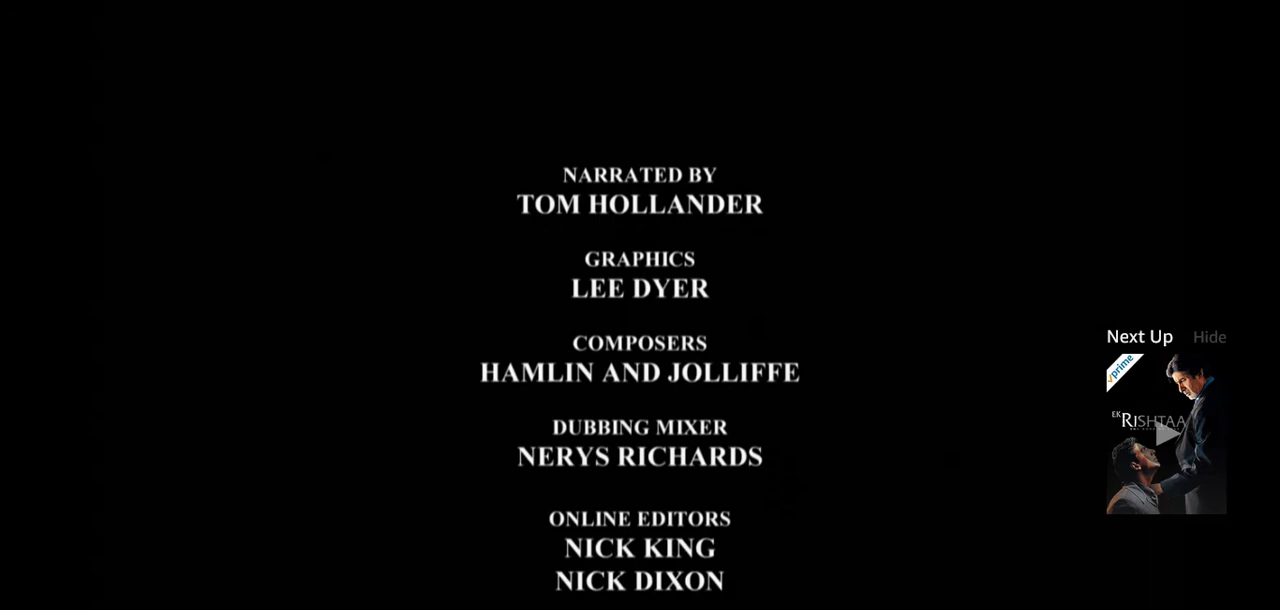 NARRATED BY
TOM HOLLANDER
GRAPHICS
LEE DYER
COMPOSERS
HAMLIN AND JOLLIFFE
DUBBING MIXER
NERYS RICHARDS
ONLINE EDITORS
NICK KING
NICK DIXON
Next Up Hide
prime
EK RISHTAA